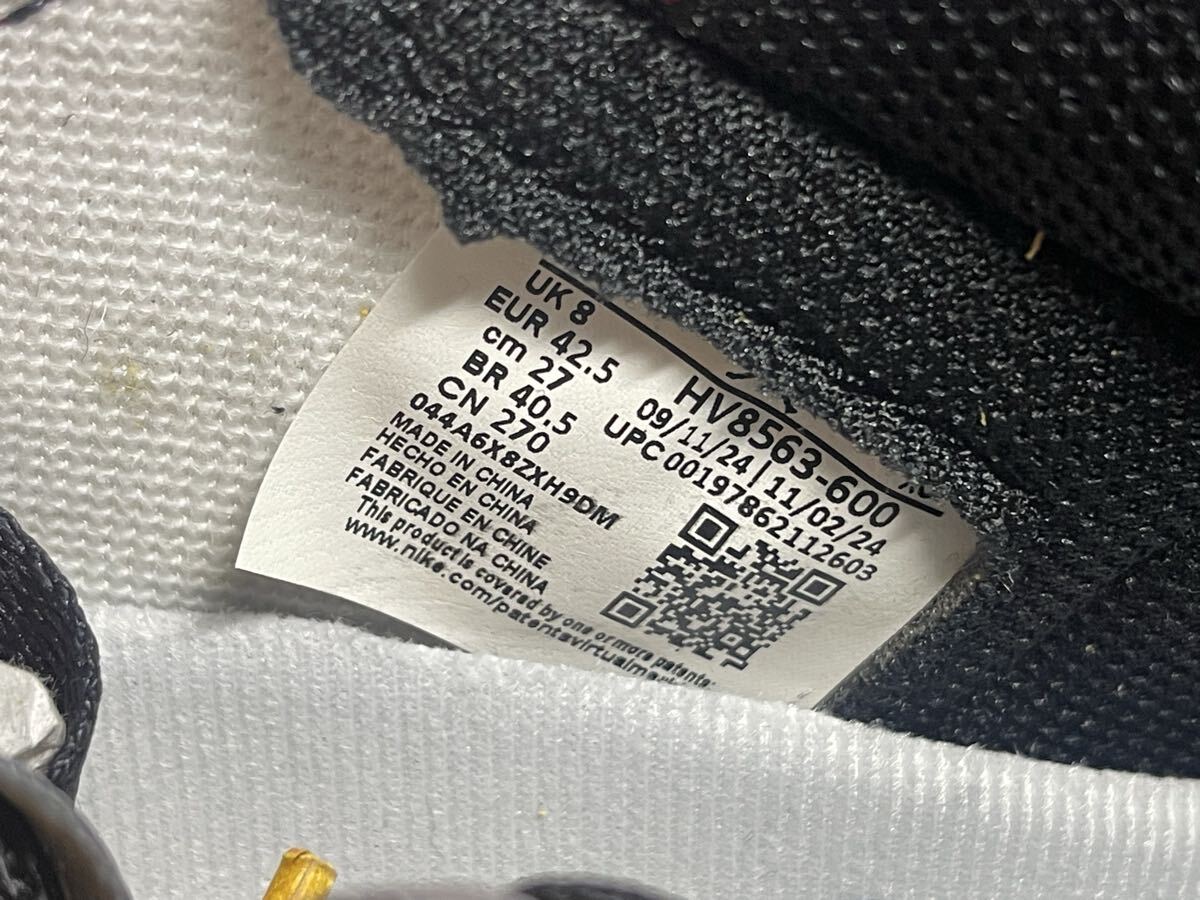 UK 8
EUR 42.5
cm 27
BR 40.5
CN 270
044A6X8ZXH9DM
MADE IN CHINA
HECHO EN CHINA
FABRIQUE EN CHINE
FABRICADO NA CHINA
This product is covered by one or more patents:
www.nike.com/patentsvirtualmar
HV8563-600
09/11/24 | 11/02/24
UPC 00197862112603